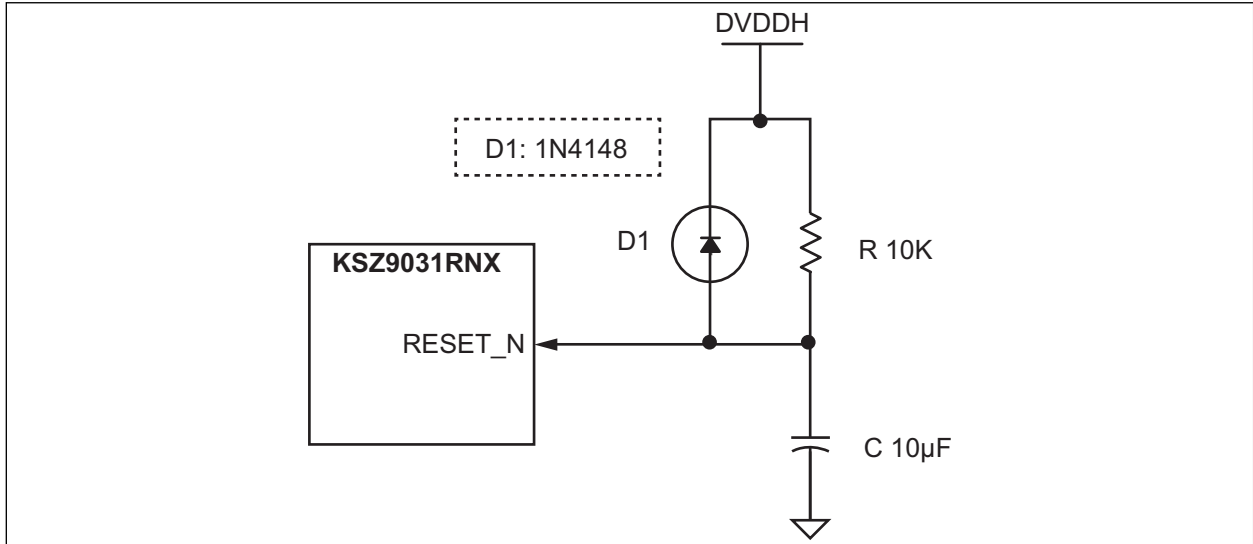 DVDDH
D1: 1N4148
D1
R 10K
KSZ9031RNX
RESET_N
C 10µF